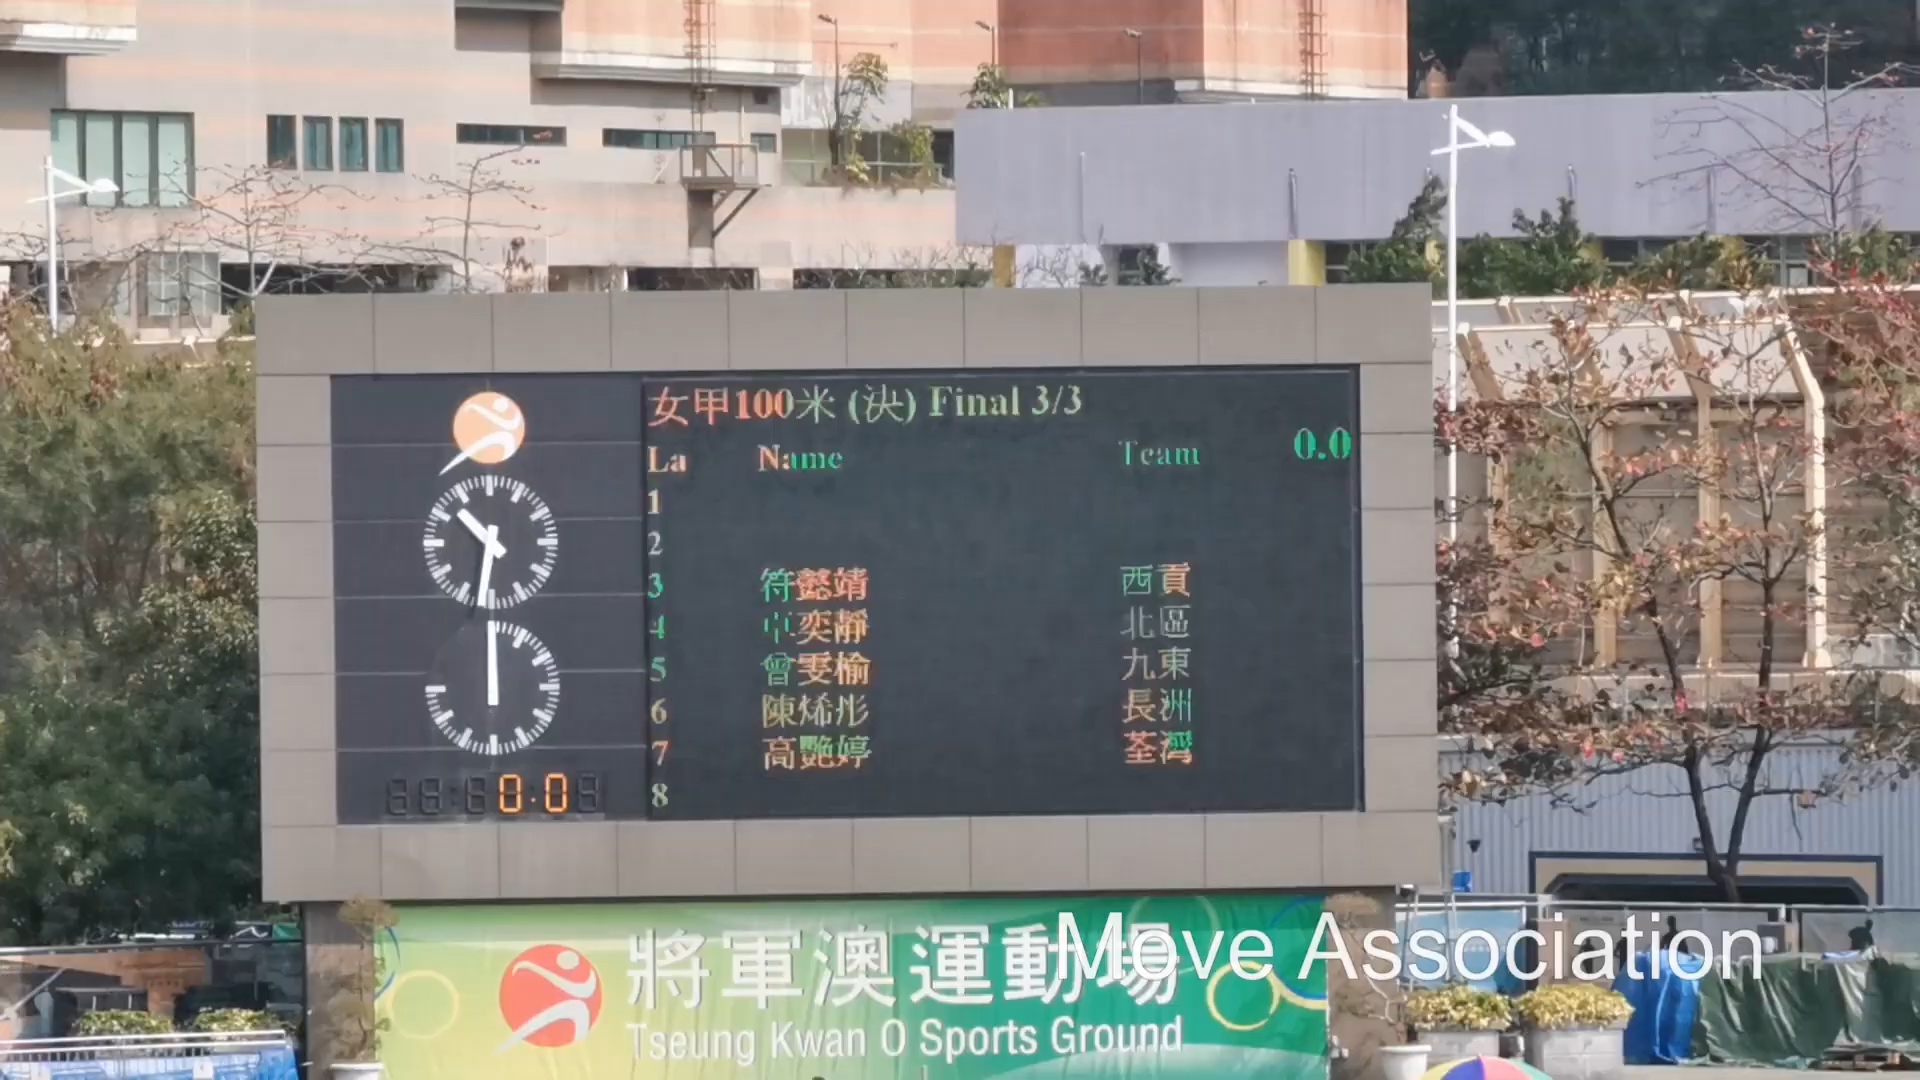 女甲100米 (決) Final 3/3
La Name Team 0.0
1
2
3 符懿靖 西貢
4 卓奕靜 北區
5 曾雯榆 九東
6 陳烯彤 長洲
7 高艷婷 荃灣
8
0.0
將軍澳運動場
Tseung Kwan O Sports Ground
Move Association